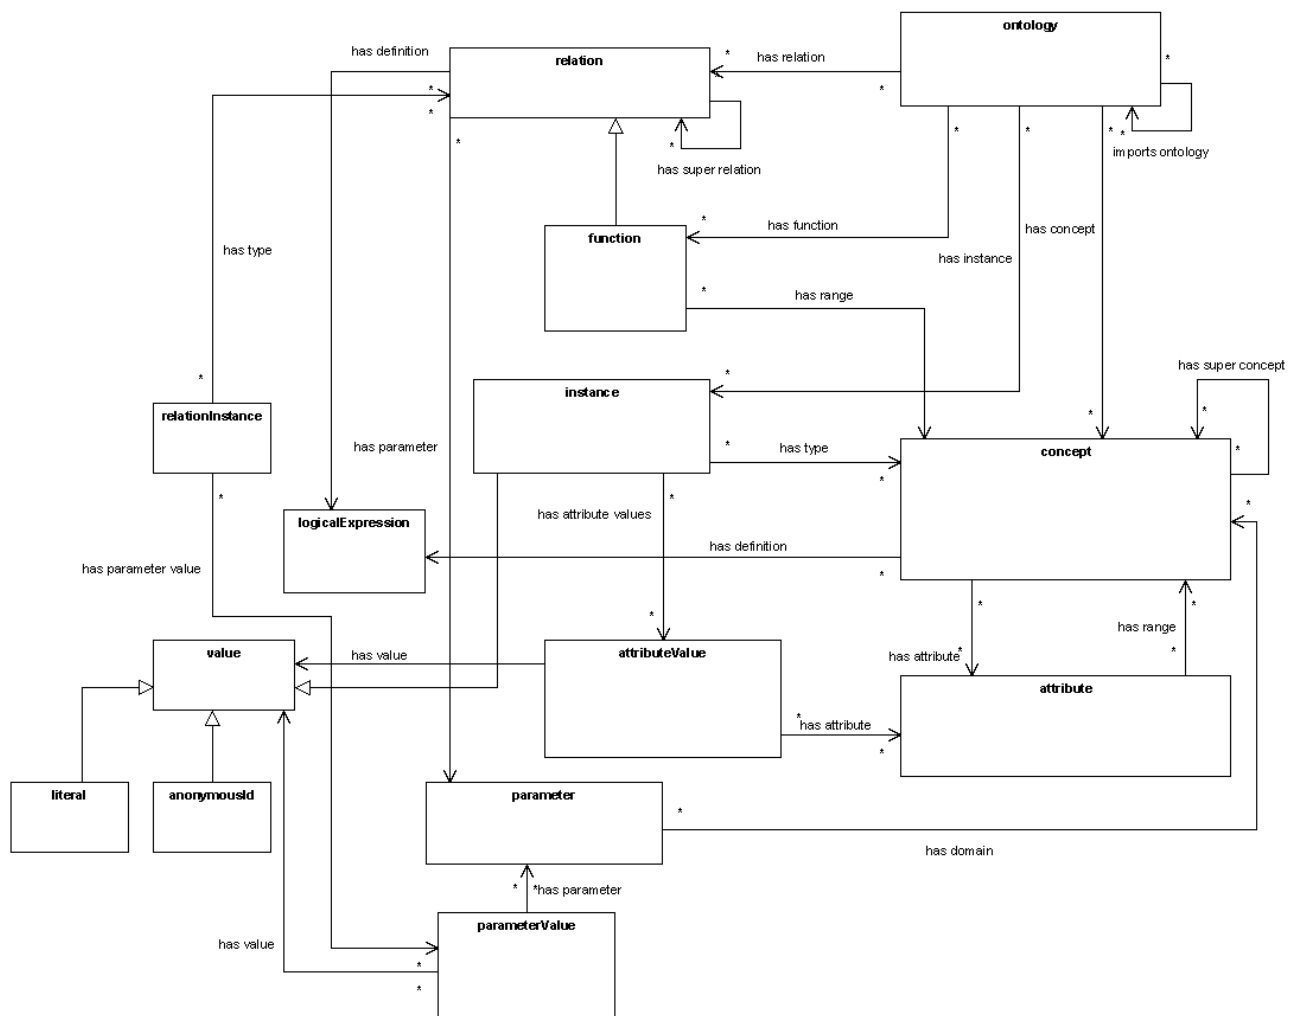 ontology
has definition
relation
has relation
*
*
*
*
*
*
*
*
*
*
imports ontology
*
has super relation
*
has function
has concept
function
has type
has instance
*
has range
*
has super concept
*
instance
*
*
relationInstance
*
has parameter
has type
concept
*
*
*
*
*
logicalExpression
has attribute values
has definition
has parameter value
*
*
*
*
has range
value
attributeValue
has value
has attribute
*
*
attribute
*
has attribute
*
literal
anonymousId
parameter
*
has domain
*
*has parameter
parameterValue
has value
*
*